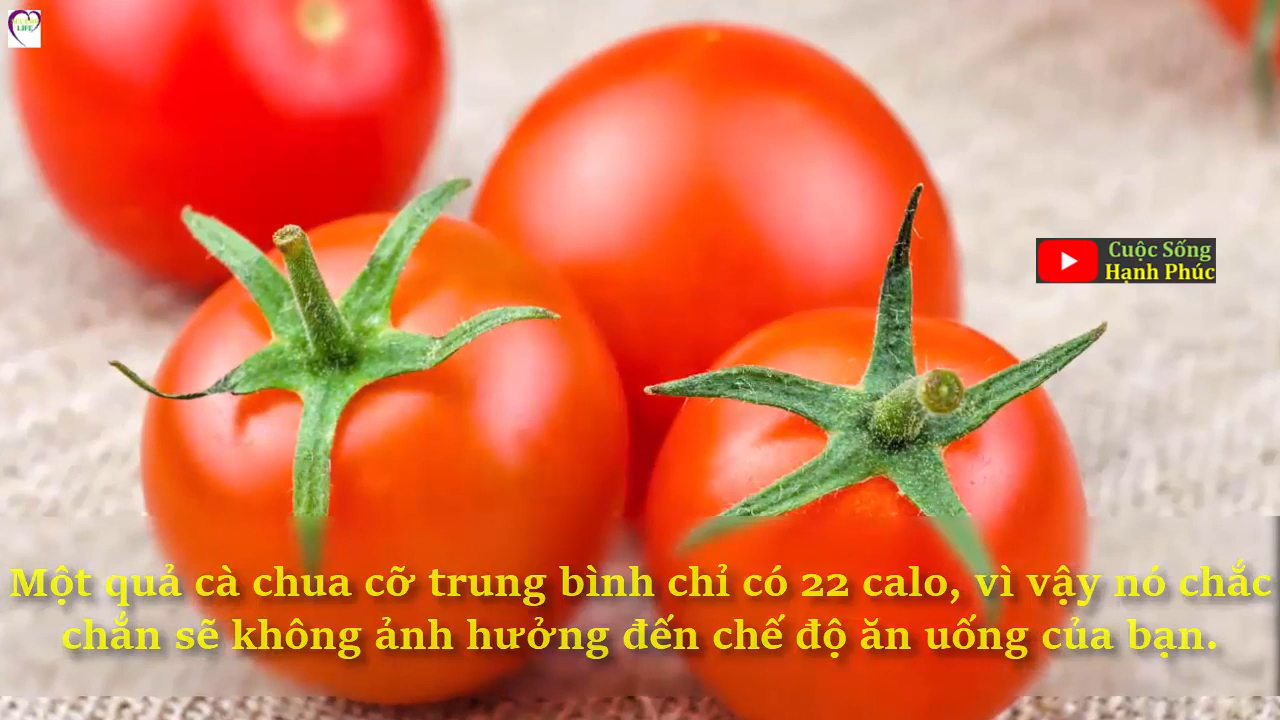 LIFE
Cuộc Sống
Hạnh Phúc
Một quả cà chua cỡ trung bình chỉ có 22 calo, vì vậy nó chắc
chắn sẽ không ảnh hưởng đến chế độ ăn uống của bạn.